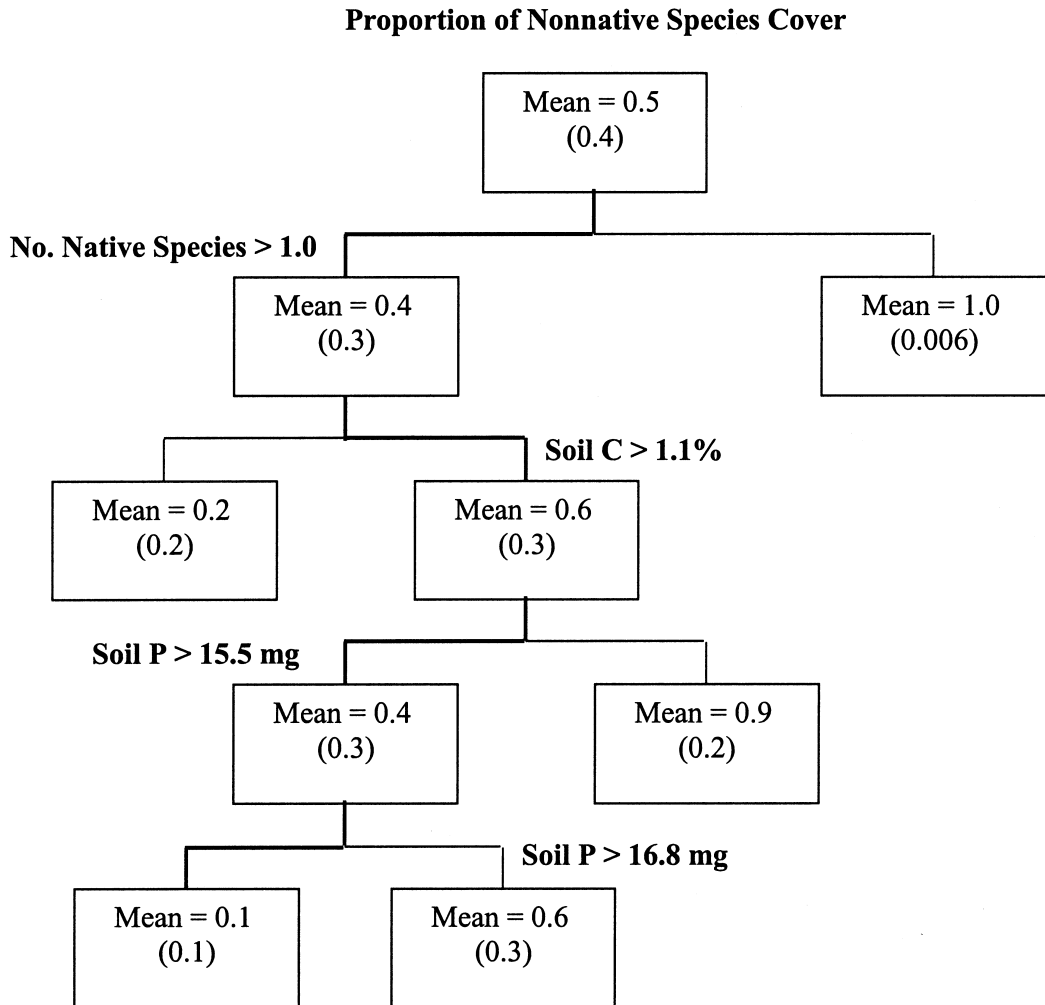 Proportion of Nonnative Species Cover
Mean = 0.5
(0.4)
No. Native Species > 1.0
Mean = 0.4
(0.3)
Mean = 1.0
(0.006)
Soil C > 1.1%
Mean = 0.2
(0.2)
Mean = 0.6
(0.3)
Soil P > 15.5 mg
Mean = 0.4
(0.3)
Mean = 0.9
(0.2)
Soil P > 16.8 mg
Mean = 0.1
(0.1)
Mean = 0.6
(0.3)